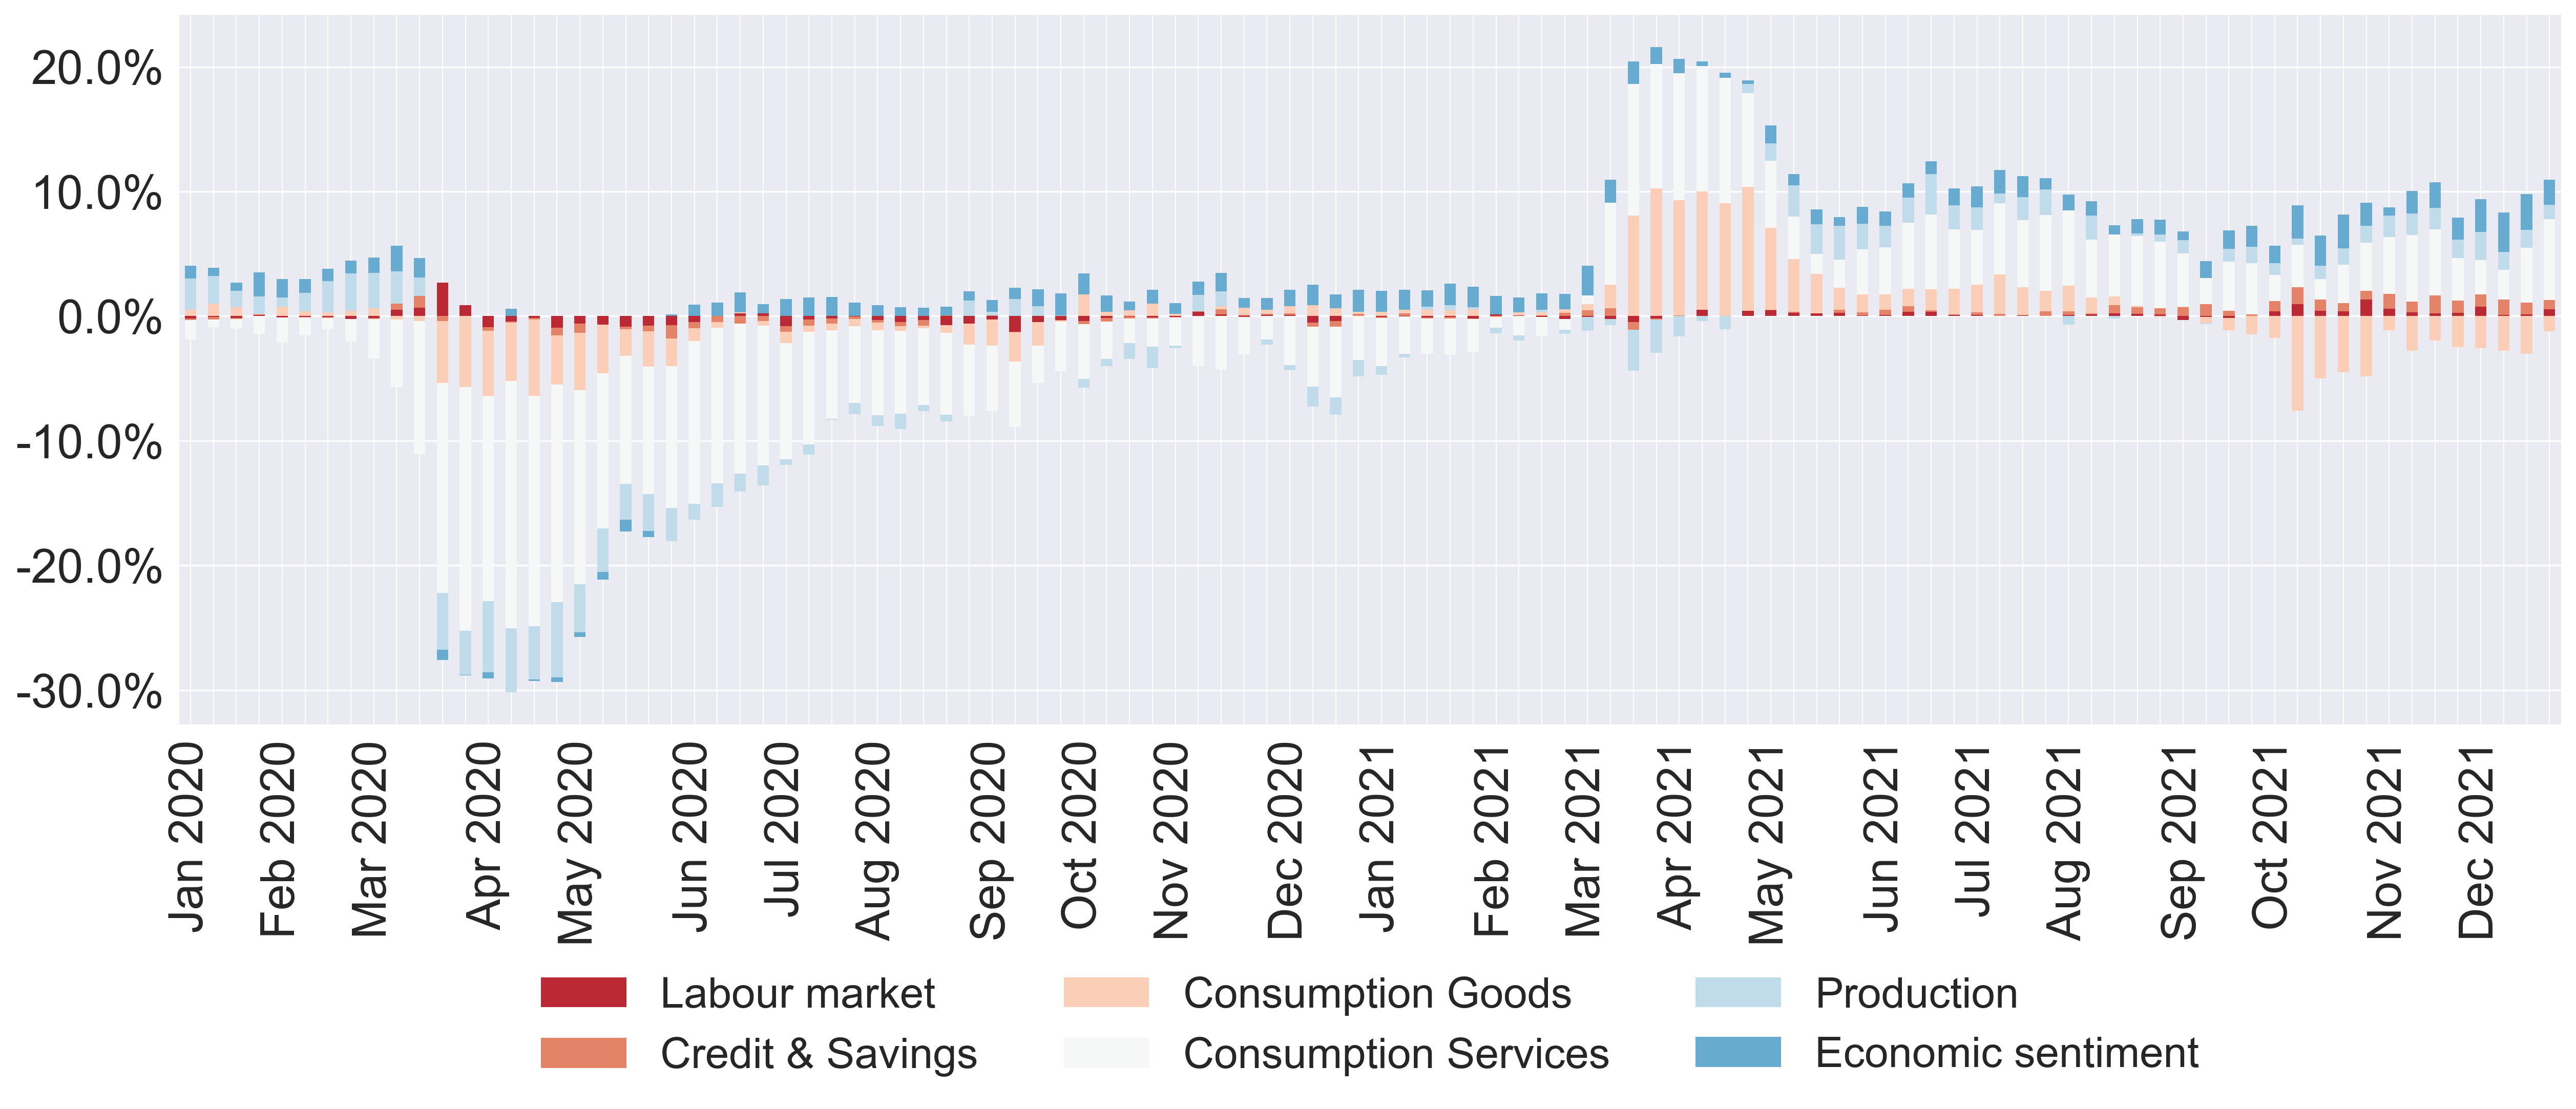 20.0%
10.0%
0.0%
-10.0%
-20.0%
-30.0%
Jan 2020
Feb 2020
Mar 2020
Apr 2020
May 2020
Jun 2020
Jul 2020
Aug 2020
Sep 2020
Oct 2020
Nov 2020
Dec 2020
Jan 2021
Feb 2021
Mar 2021
Apr 2021
May 2021
Jun 2021
Jul 2021
Aug 2021
Sep 2021
Oct 2021
Nov 2021
Dec 2021
Labour market
Credit & Savings
Consumption Goods
Consumption Services
Production
Economic sentiment